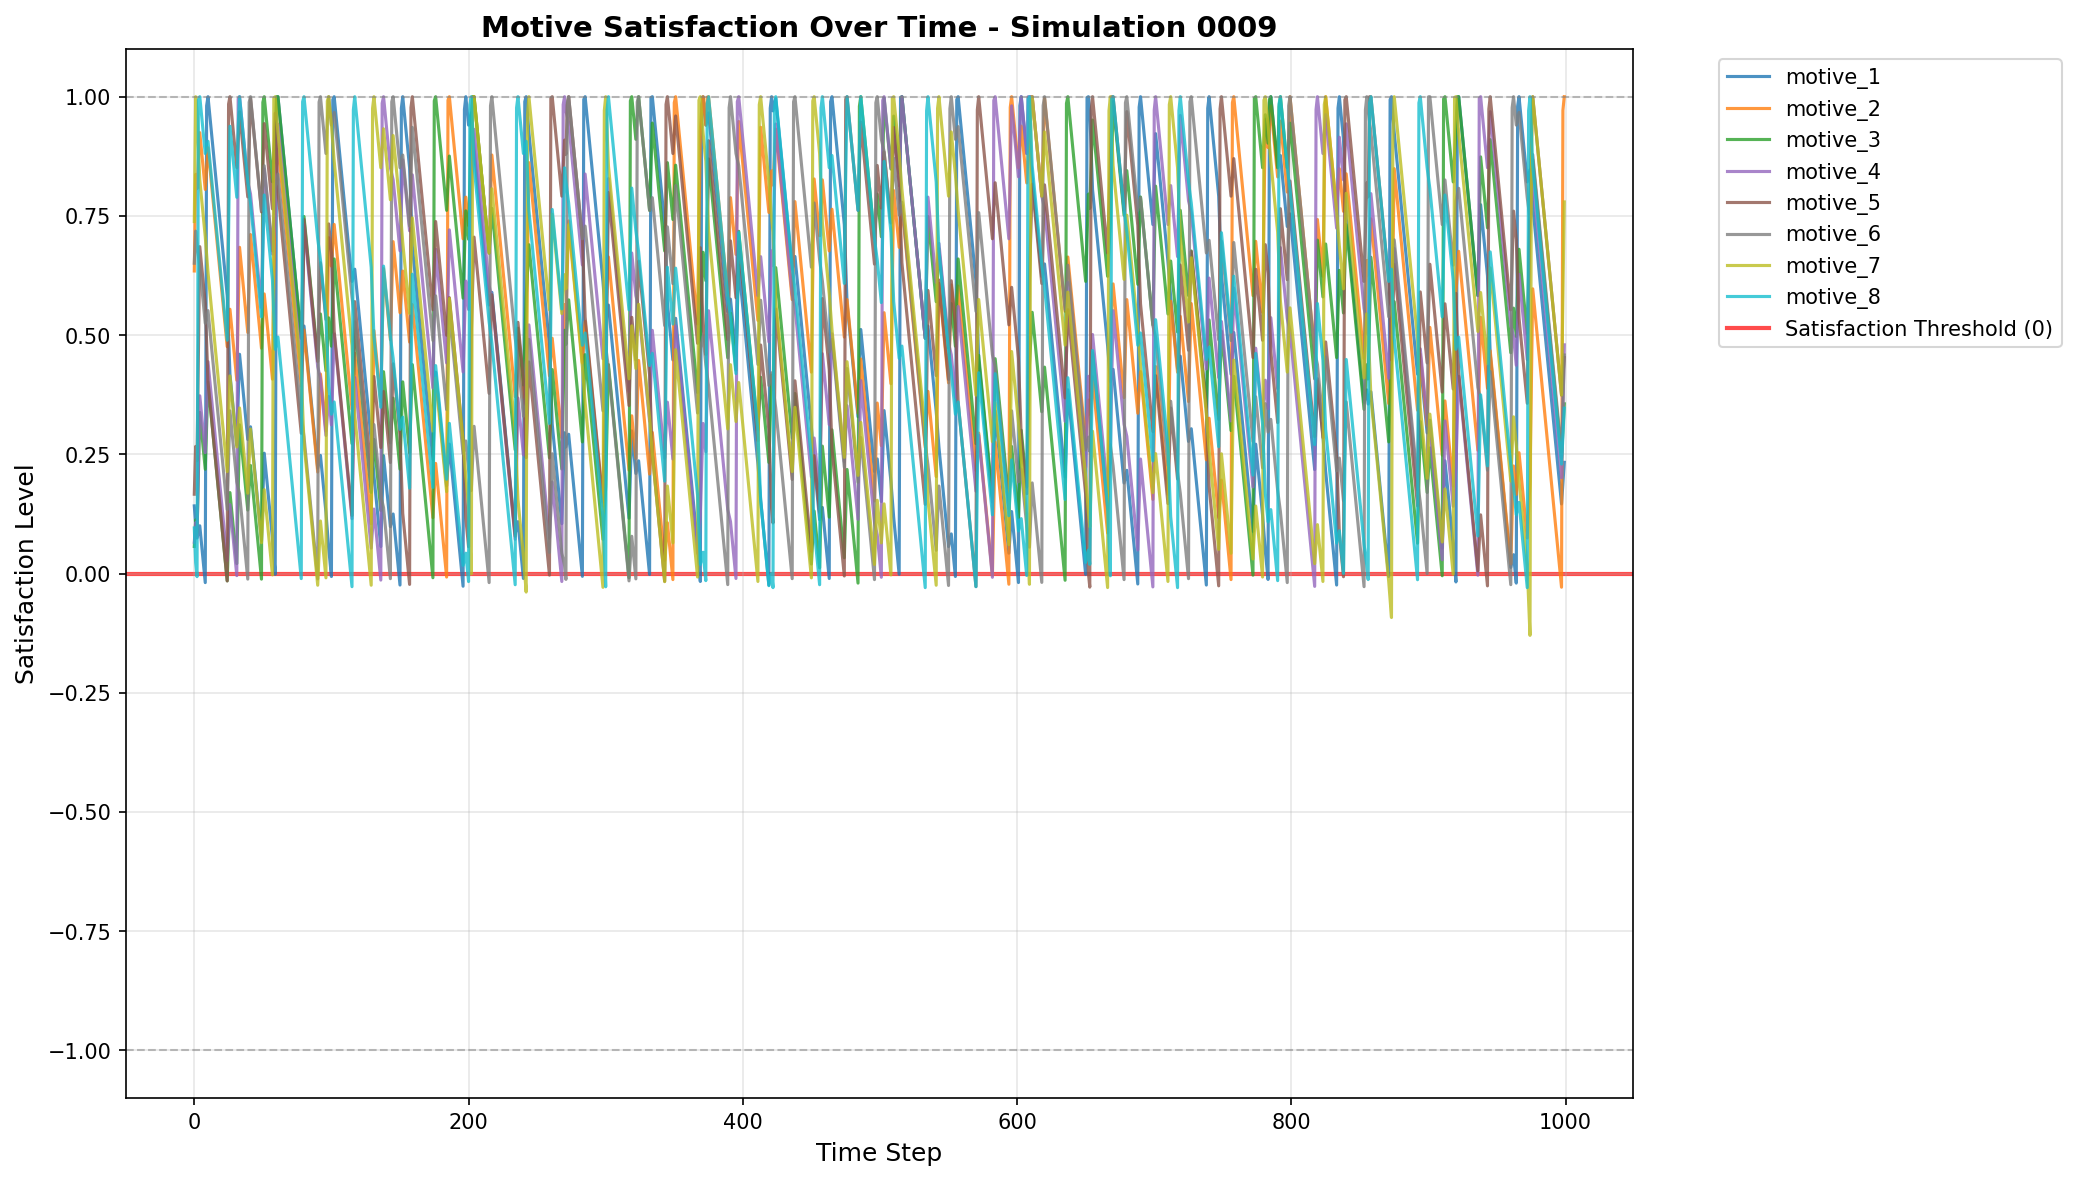 Motive Satisfaction Over Time - Simulation 0009
Satisfaction Level
1.00
0.75
0.50
0.25
0.00
−0.25
−0.50
−0.75
−1.00
0
200
400
600
800
1000
Time Step
motive_1
motive_2
motive_3
motive_4
motive_5
motive_6
motive_7
motive_8
Satisfaction Threshold (0)